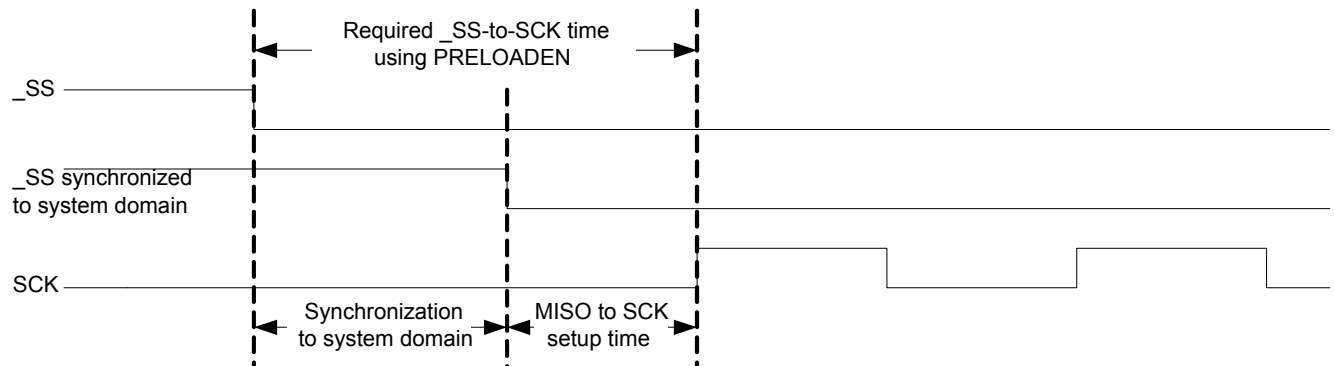 Required _SS-to-SCK time
using PRELOADEN
_SS
_SS synchronized
to system domain
SCK
Synchronization
to system domain
MISO to SCK
setup time